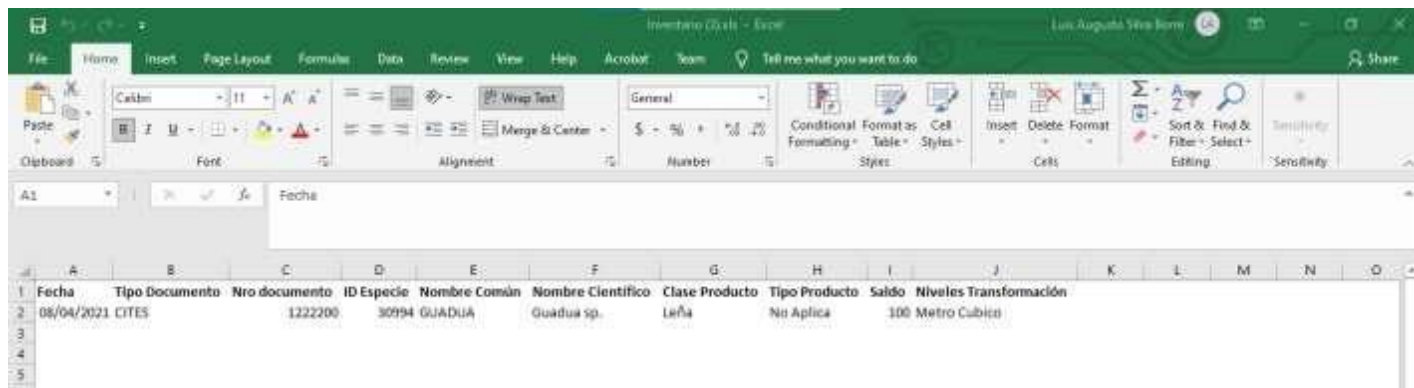 Inventario (3).xls - Excel
Luis Augusto Silva
File Home Insert Page Layout Formulas Data Review View Help Acrobat Team Tell me what you want to do Share
Paste
Calibri 11
Wrap Text
Merge & Center
General
Conditional Formatting
Format as Table
Cell Styles
Insert Delete Format
Sort & Filter
Find & Select
Sensitivity
Clipboard Font Alignment Number Styles Cells Editing Sensitivity
A1 fx Fecha
A B C D E F G H I J K L M N O
1 Fecha Tipo Documento Nro documento ID Especie Nombre Común Nombre Científico Clase Producto Tipo Producto Saldo Niveles Transformación
2 08/04/2021 CITES 1222200 30994 GUADUA Guadua sp. Leña No Aplica 100 Metro Cubico
3
4
5